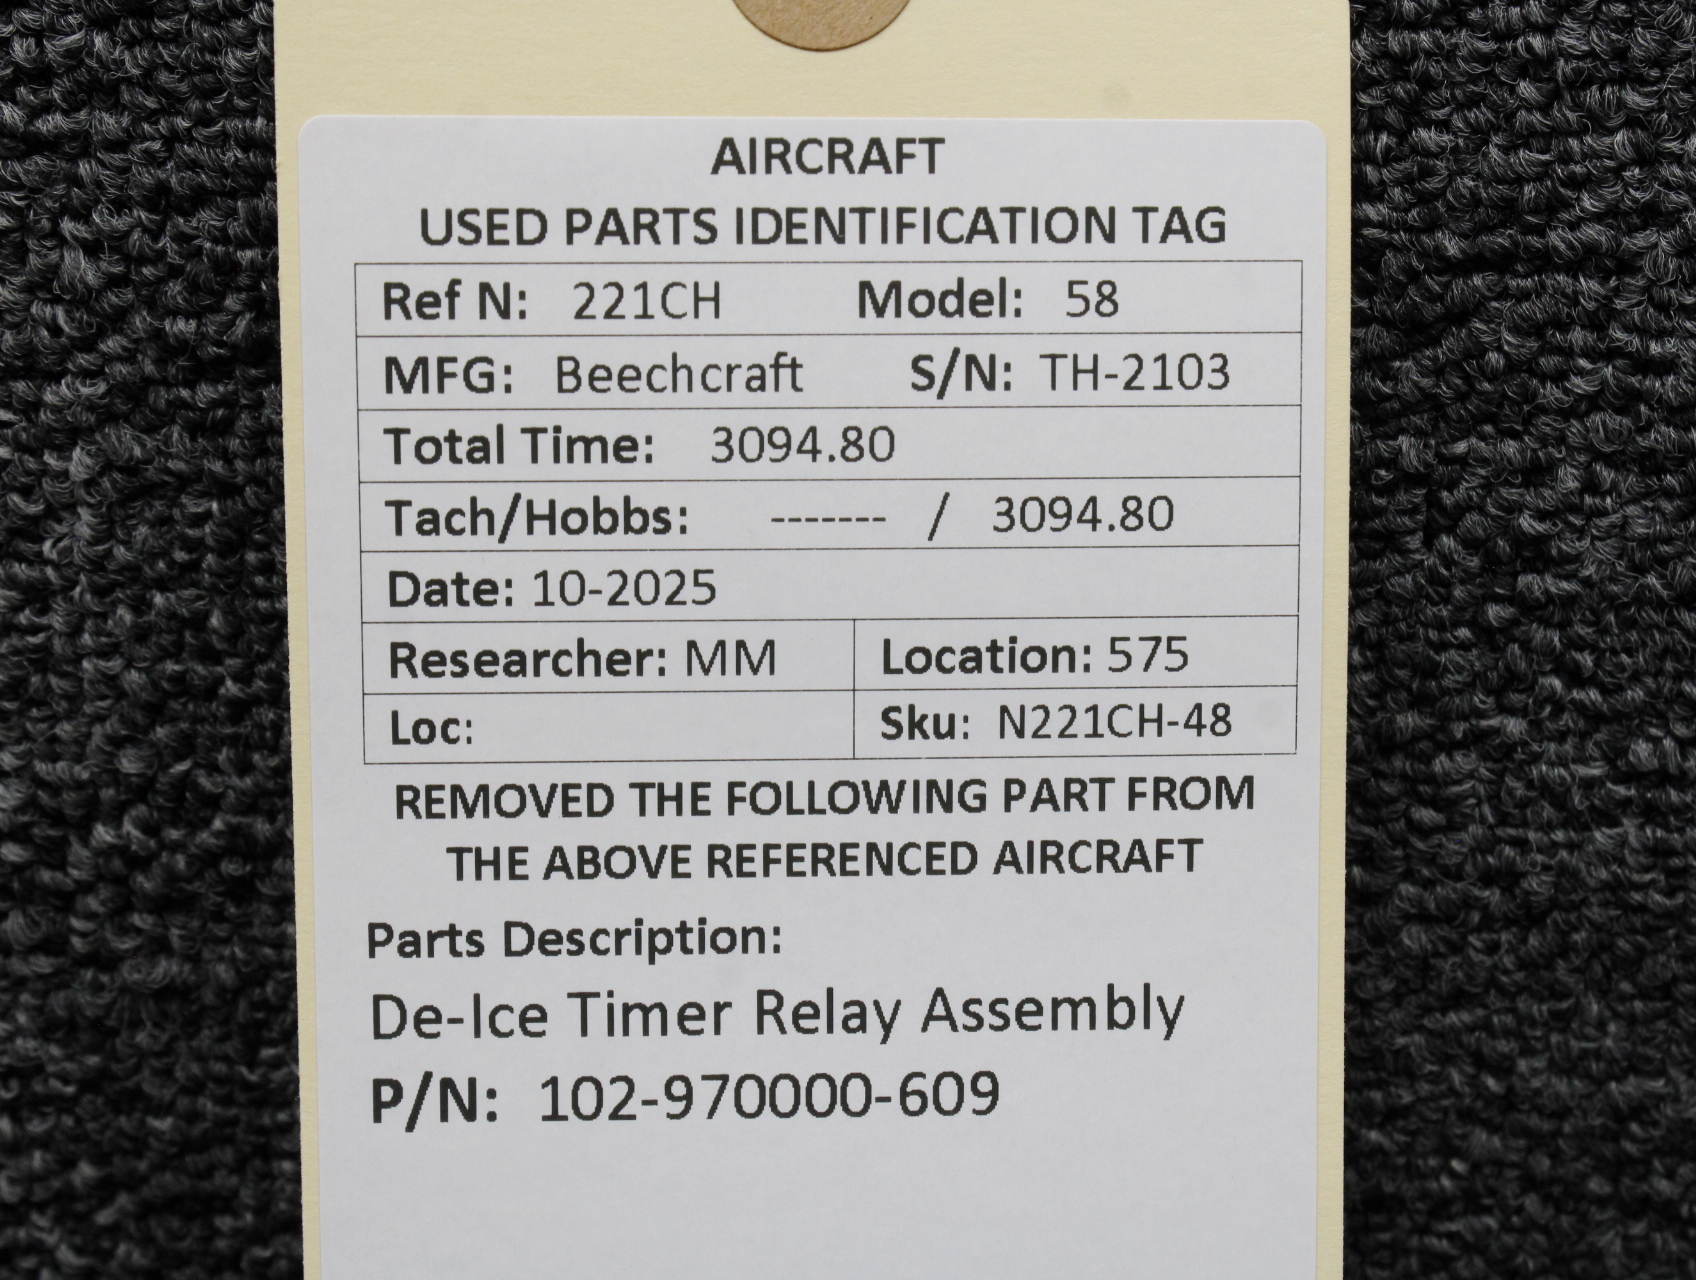 AIRCRAFT
USED PARTS IDENTIFICATION TAG
Ref N: 221CH Model: 58
MFG: Beechcraft S/N: TH-2103
Total Time: 3094.80
Tach/Hobbs: ------- / 3094.80
Date: 10-2025
Researcher: MM Location: 575
Loc: Sku: N221CH-48
REMOVED THE FOLLOWING PART FROM
THE ABOVE REFERENCED AIRCRAFT
Parts Description:
De-Ice Timer Relay Assembly
P/N: 102-970000-609